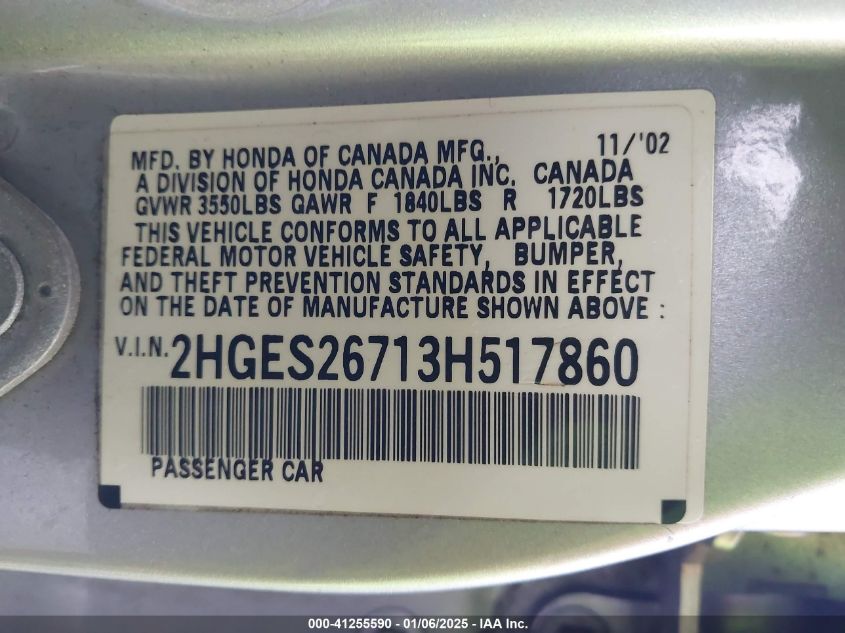 MFD. BY HONDA OF CANADA MFG., 11/'02
A DIVISION OF HONDA CANADA INC. CANADA
GVWR 3550LBS GAWR F 1840LBS R 1720LBS
THIS VEHICLE CONFORMS TO ALL APPLICABLE
FEDERAL MOTOR VEHICLE SAFETY, BUMPER,
AND THEFT PREVENTION STANDARDS IN EFFECT
ON THE DATE OF MANUFACTURE SHOWN ABOVE :
V.I.N. 2HGES26713H517860
PASSENGER CAR
000-41255590 - 01/06/2025 - IAA Inc.